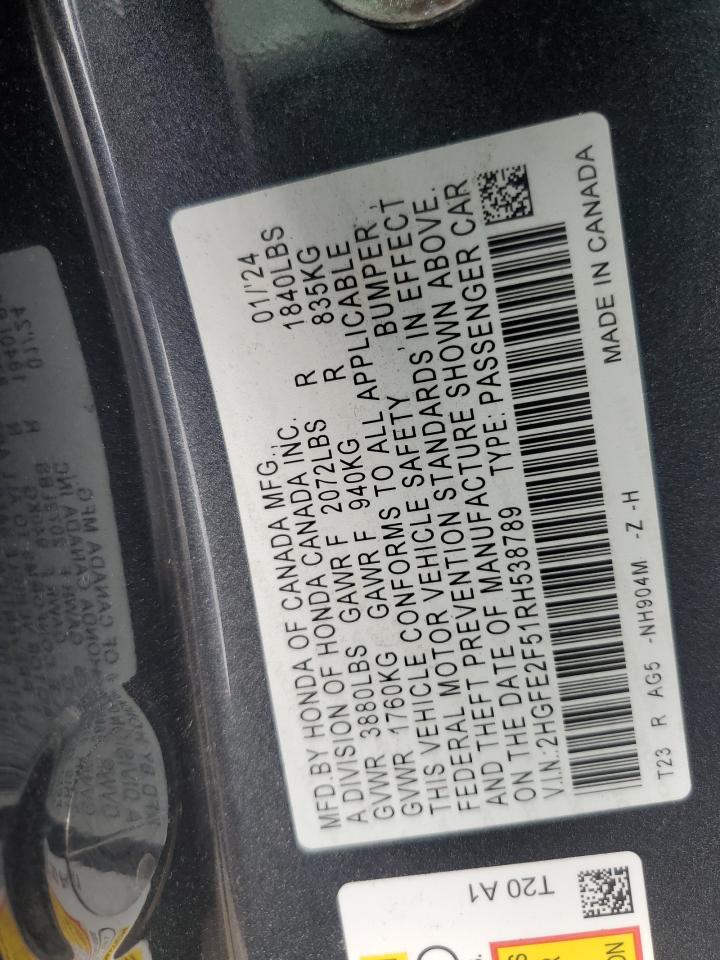 MFD.BY HONDA OF CANADA MFG., 01/'24
A DIVISION OF HONDA CANADA INC.
GVWR 3880LBS GAWR F 2072LBS R 1840LBS
GVWR 1760KG GAWR F 940KG R 835KG
THIS VEHICLE CONFORMS TO ALL APPLICABLE
FEDERAL MOTOR VEHICLE SAFETY, BUMPER,
AND THEFT PREVENTION STANDARDS IN EFFECT
ON THE DATE OF MANUFACTURE SHOWN ABOVE.
V.I.N.:2HGFE2F51RH538789 TYPE: PASSENGER CAR
T23 R AG5 -NH904M -Z -H MADE IN CANADA
T20 A1